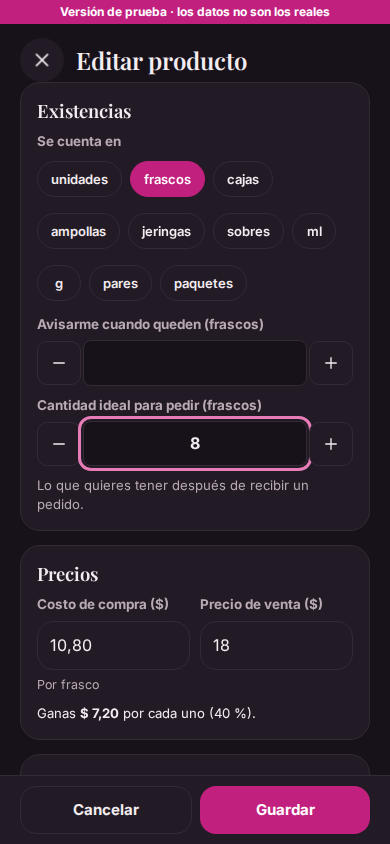 Versión de prueba · los datos no son los reales
Editar producto
Existencias
Se cuenta en
unidades frascos cajas
ampollas jeringas sobres ml
g pares paquetes
Avisarme cuando queden (frascos)
− +
Cantidad ideal para pedir (frascos)
− 8 +
Lo que quieres tener después de recibir un
pedido.
Precios
Costo de compra ($) Precio de venta ($)
10,80 18
Por frasco
Ganas $ 7,20 por cada uno (40 %).
Cancelar Guardar